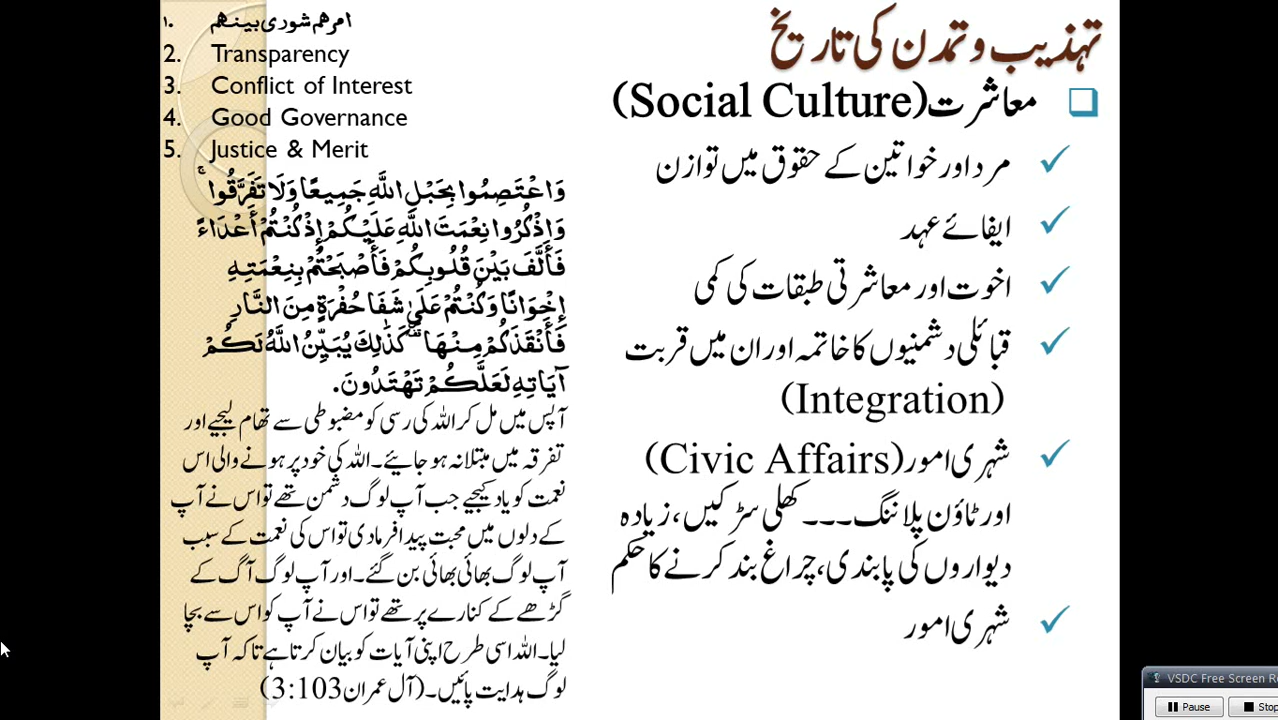 تہذیب و تمدن کی تاریخ
معاشرت (Social Culture)
مرد اور خواتین کے حقوق میں توازن
ایفائے عہد
اخوت اور معاشرتی طبقات کی کمی
قبائلی دشمنیوں کا خاتمہ اور ان میں قربت
(Integration)
شہری امور (Civic Affairs)
اور ٹاؤن پلاننگ۔۔۔ کھلی سڑکیں، زیادہ
دیواروں کی پابندی، چراغ بند کرنے کا حکم
شہری امور
۱. امرھم شوری بینھم
2. Transparency
3. Conflict of Interest
4. Good Governance
5. Justice & Merit
وَاعْتَصِمُوا بِحَبْلِ اللَّهِ جَمِيعًا وَلَا تَفَرَّقُوا ۚ
وَاذْكُرُوا نِعْمَتَ اللَّهِ عَلَيْكُمْ إِذْ كُنْتُمْ أَعْدَاءً
فَأَلَّفَ بَيْنَ قُلُوبِكُمْ فَأَصْبَحْتُمْ بِنِعْمَتِهِ
إِخْوَانًا وَكُنْتُمْ عَلَىٰ شَفَا حُفْرَةٍ مِنَ النَّارِ
فَأَنْقَذَكُمْ مِنْهَا ۗ كَذَٰلِكَ يُبَيِّنُ اللَّهُ لَكُمْ
آيَاتِهِ لَعَلَّكُمْ تَهْتَدُونَ.
آپس میں مل کر اللہ کی رسی کو مضبوطی سے تھام لیجیے اور
تفرقہ میں مبتلا نہ ہو جائیے۔ اللہ کی خود پر ہونے والی اس
نعمت کو یاد کیجیے جب آپ لوگ دشمن تھے تو اس نے آپ
کے دلوں میں محبت پیدا فرما دی تو اس کی نعمت کے سبب
آپ لوگ بھائی بھائی بن گئے۔ اور آپ لوگ آگ کے
گڑھے کے کنارے پر تھے تو اس نے آپ کو اس سے بچا
لیا۔ اللہ اسی طرح اپنی آیات کو بیان کرتا ہے تاکہ آپ
لوگ ہدایت پائیں۔ (آل عمران 3:103)
VSDC Free Screen Re
Pause Stop